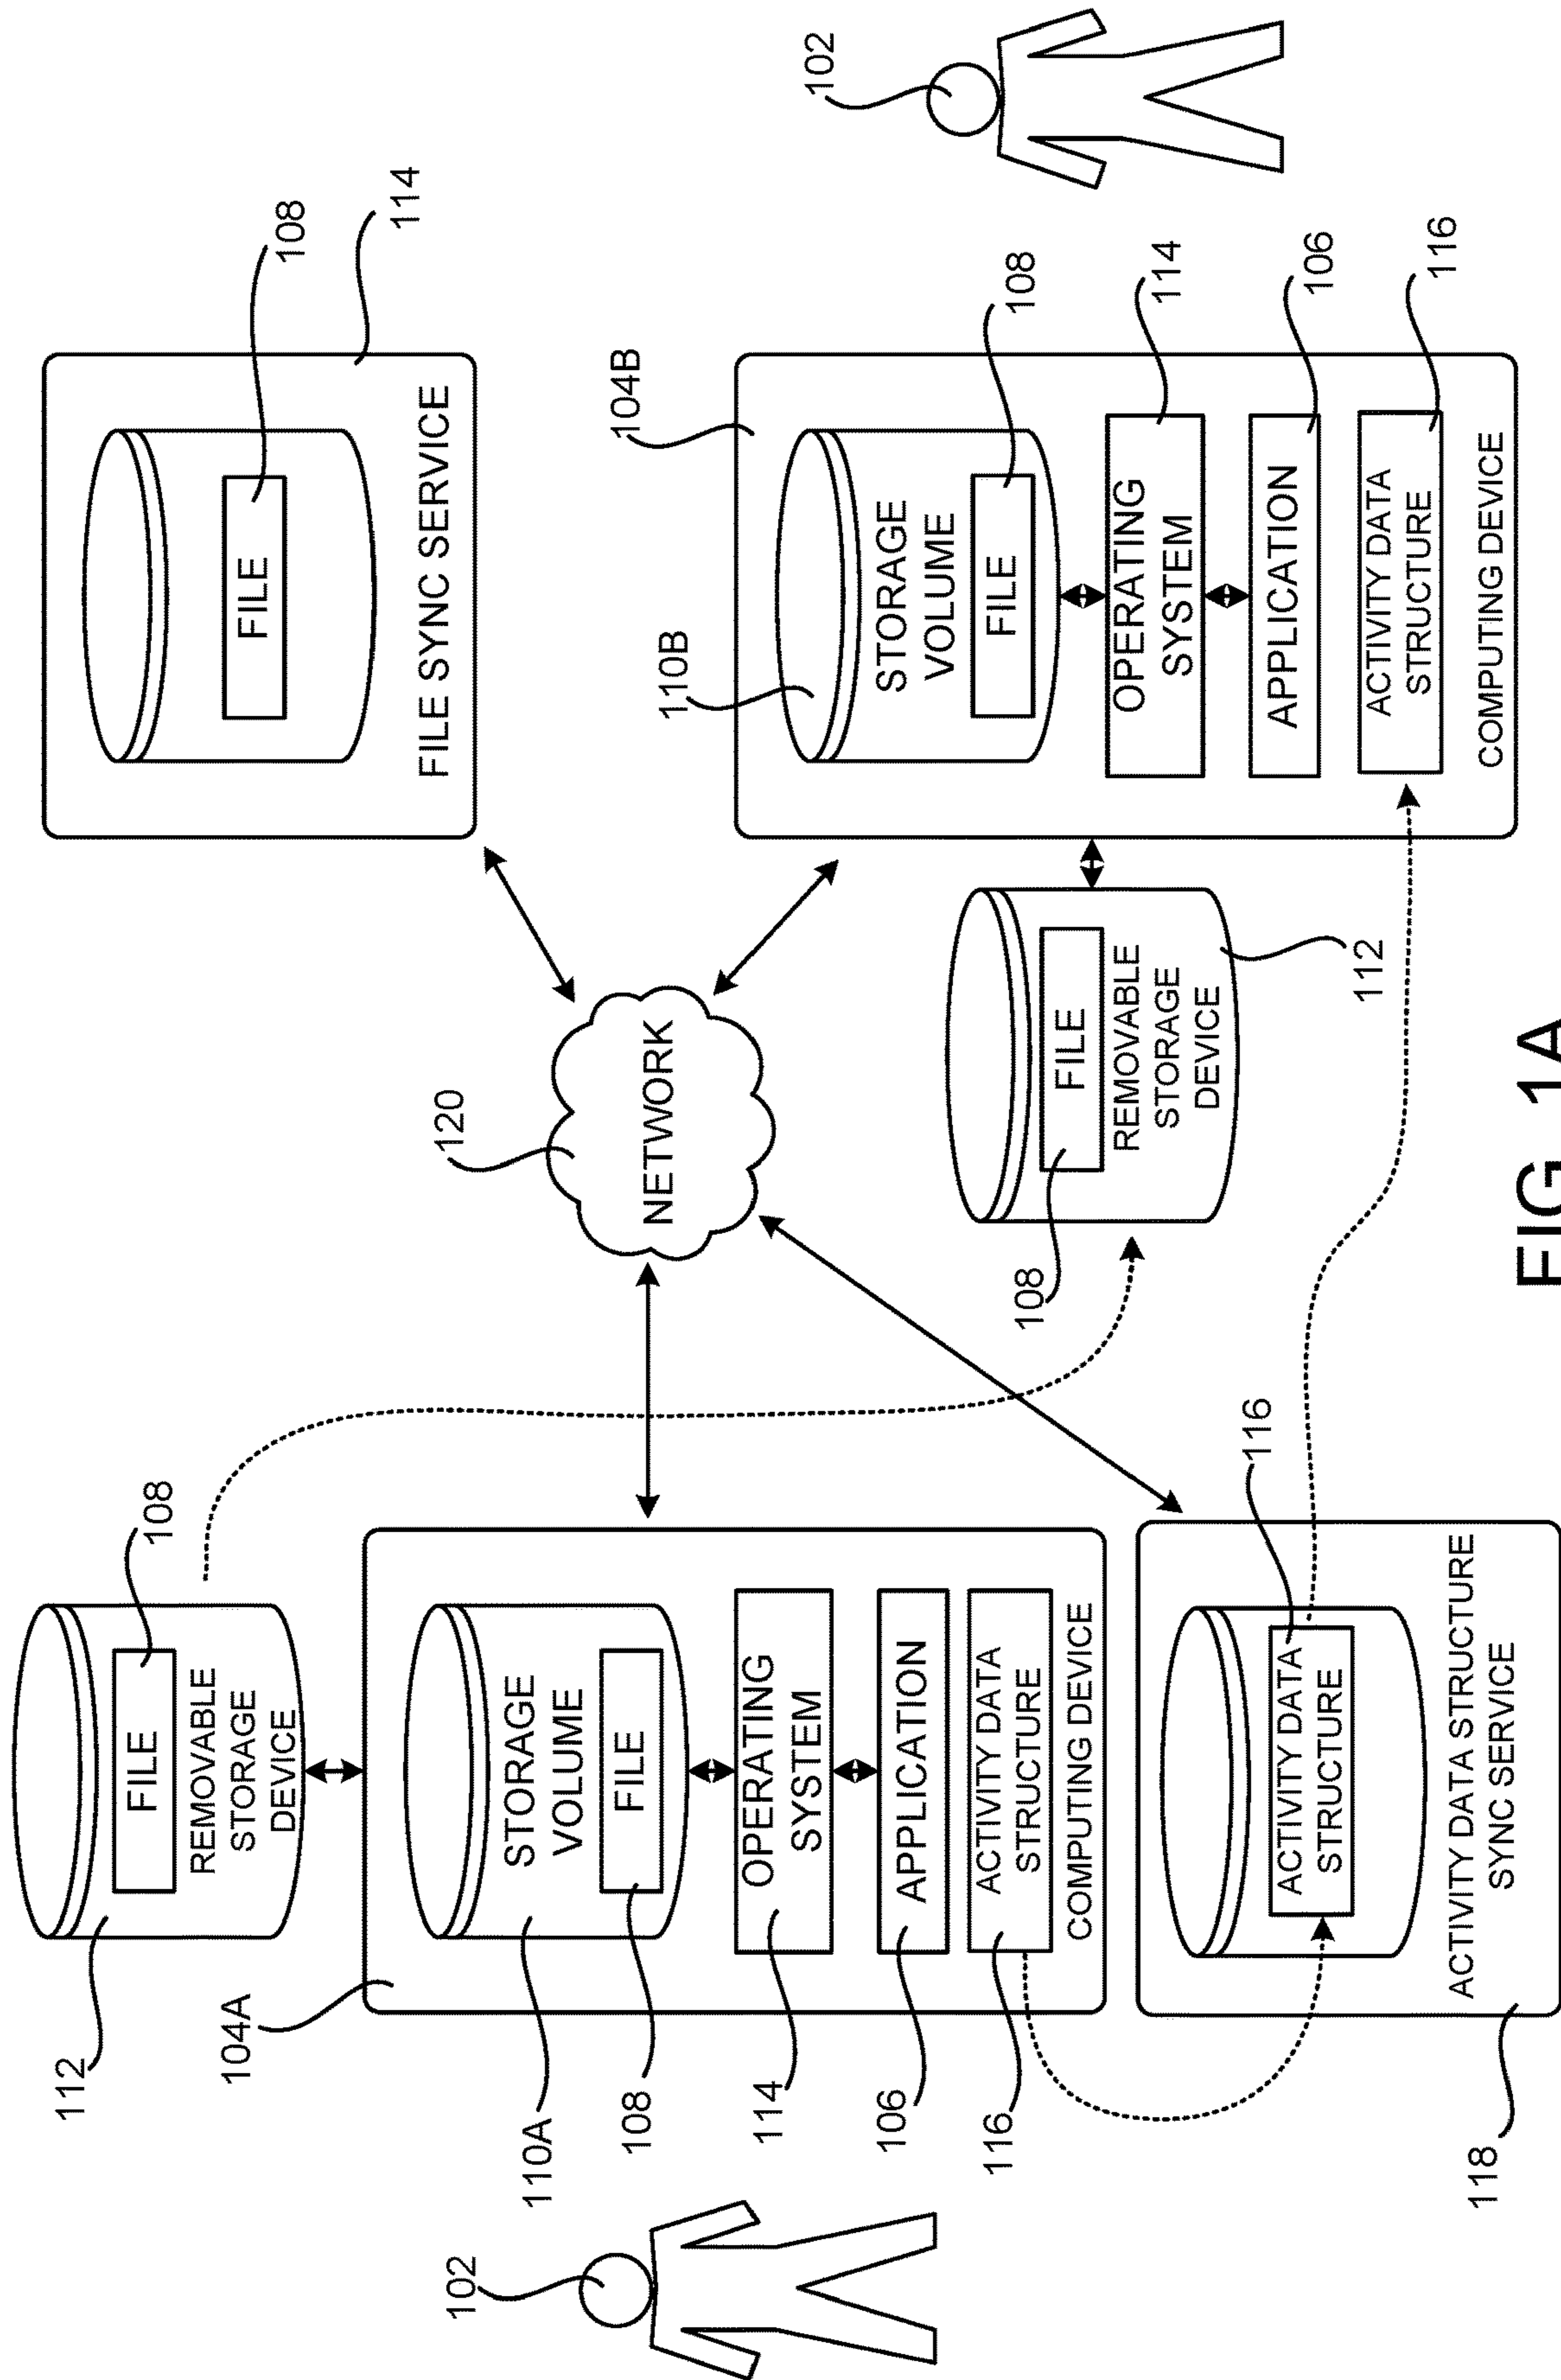 112
FILE
108
REMOVABLE
STORAGE
DEVICE
104A
110A
STORAGE
VOLUME
FILE
108
114
OPERATING
SYSTEM
106
APPLICATION
116
ACTIVITY DATA
STRUCTURE
COMPUTING DEVICE
102
116
ACTIVITY DATA
STRUCTURE
ACTIVITY DATA STRUCTURE
SYNC SERVICE
118
120
NETWORK
FILE
108
FILE SYNC SERVICE
114
104B
110B
STORAGE
VOLUME
FILE
108
OPERATING
SYSTEM
114
APPLICATION
106
ACTIVITY DATA
STRUCTURE
116
COMPUTING DEVICE
102
108
FILE
REMOVABLE
STORAGE
DEVICE
112
FIG. 1A